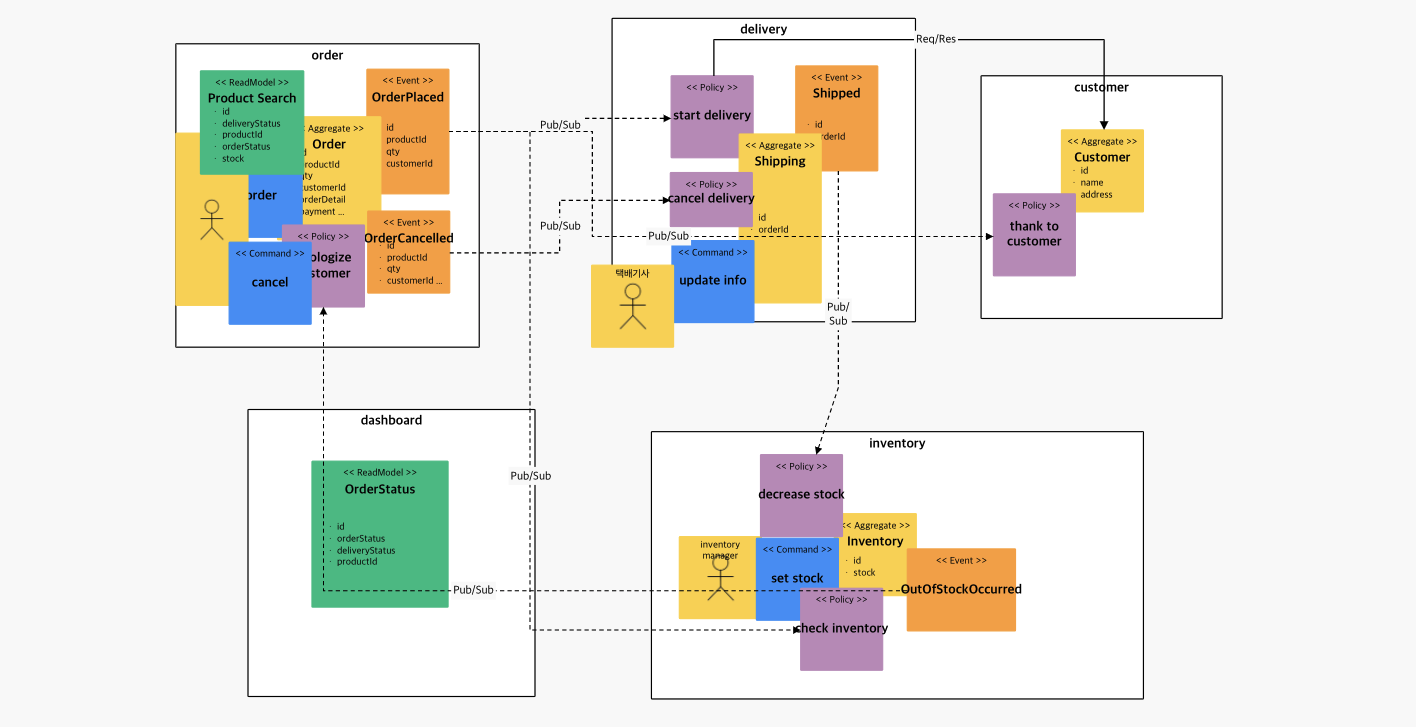 order
<< ReadModel >>
Product Search
· id
· deliveryStatus
· productId
· orderStatus
· stock
Aggregate >>
Order
productId
customerId
orderDetail
payment ...
<< Event >>
OrderPlaced
id
productId
qty
customerId
order
<< Policy >>
<< Event >>
OrderCancelled
· id
· productId
· qty
· customerId ...
<< Command >>
cancel
delivery
<< Policy >>
start delivery
<< Event >>
Shipped
· id
<< Aggregate >>
Shipping
id
· orderId
<< Policy >>
cancel delivery
<< Command >>
update info
택배기사
customer
<< Aggregate >>
Customer
· id
· name
· address
<< Policy >>
thank to
customer
Req/Res
Pub/Sub
Pub/Sub
Pub/Sub
Pub/
Sub
Pub/Sub
Pub/Sub
dashboard
<< ReadModel >>
OrderStatus
· id
· orderStatus
· deliveryStatus
· productId
inventory
<< Policy >>
decrease stock
<< Aggregate >>
Inventory
· id
· stock
inventory
manager
<< Command >>
set stock
<< Event >>
OutOfStockOccurred
<< Policy >>
check inventory